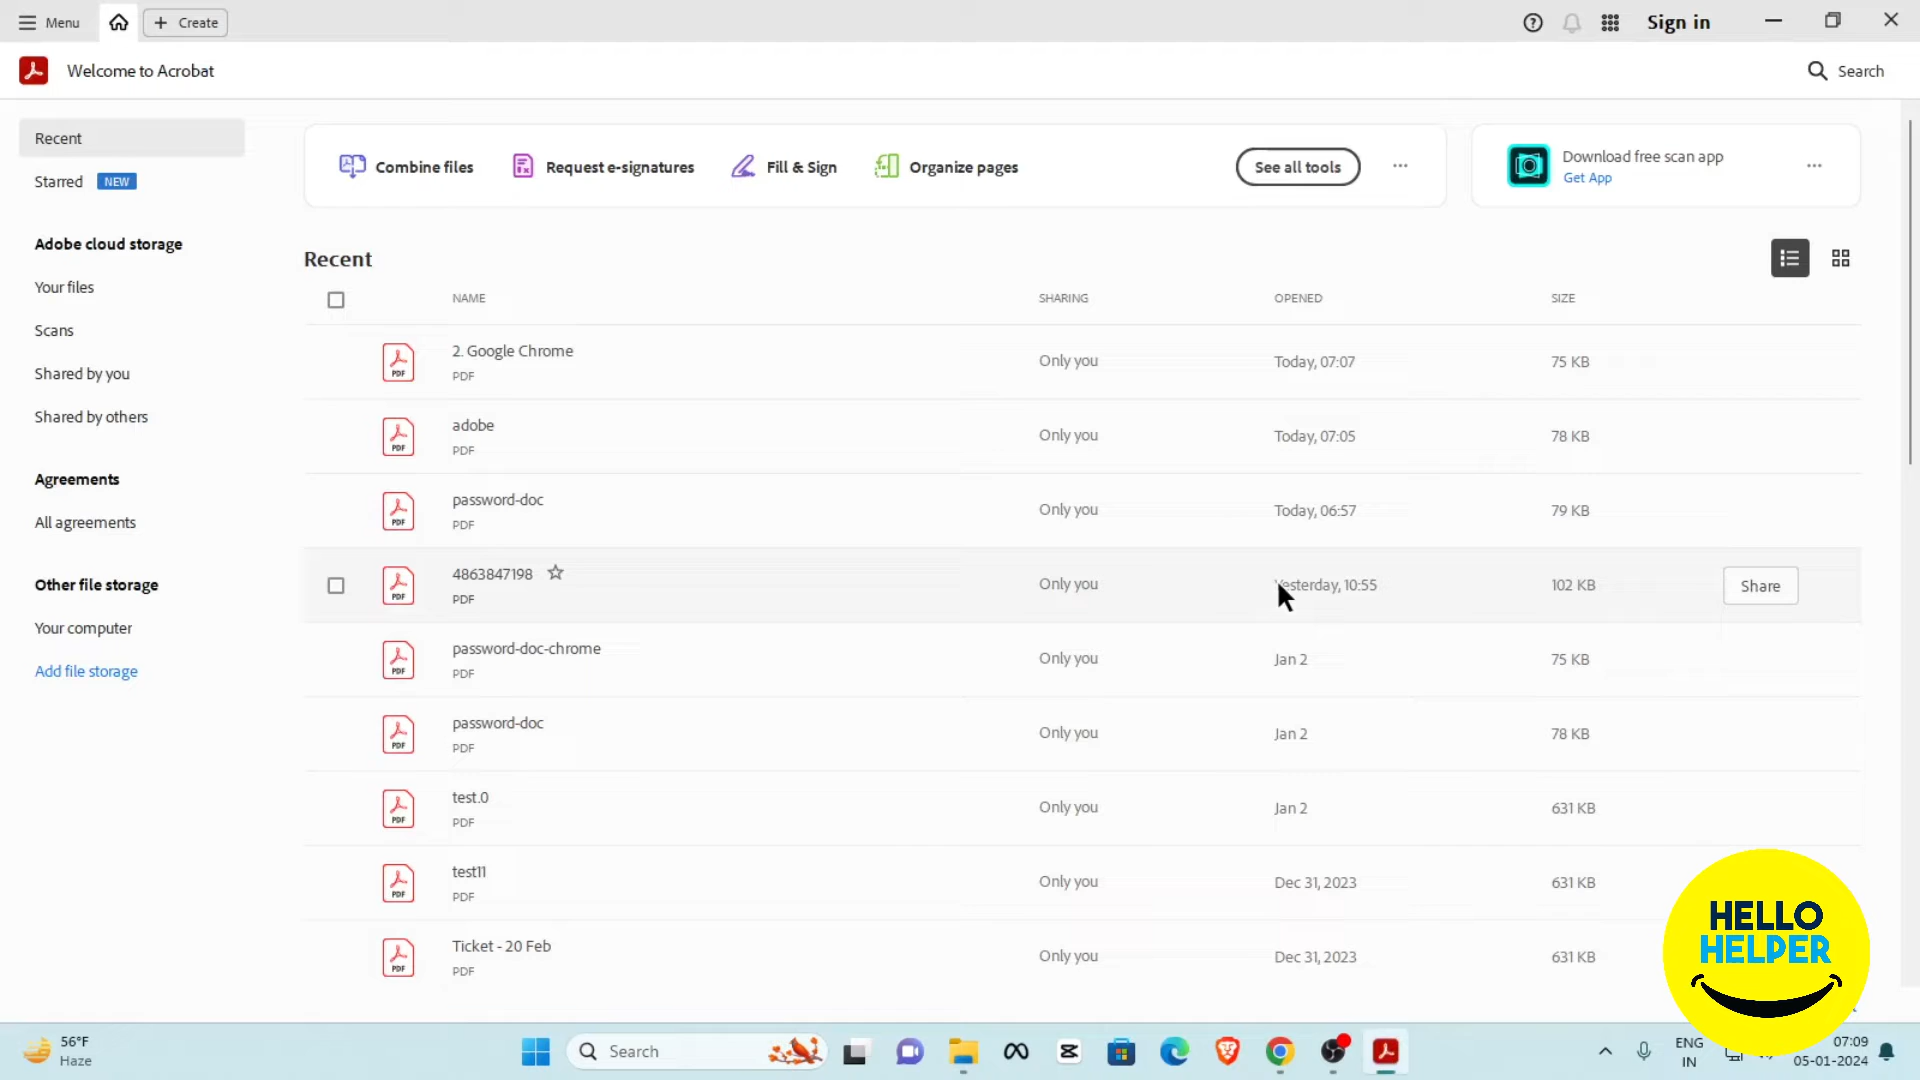 Menu
Create
Sign in
Welcome to Acrobat
Search
Recent
Starred NEW
Adobe cloud storage
Your files
Scans
Shared by you
Shared by others
Agreements
All agreements
Other file storage
Your computer
Add file storage
Combine files
Request e-signatures
Fill & Sign
Organize pages
See all tools
Download free scan app
Get App
Recent
NAME SHARING OPENED SIZE
2. Google Chrome
PDF
Only you Today, 07:07 75 KB
adobe
PDF
Only you Today, 07:05 78 KB
password-doc
PDF
Only you Today, 06:57 79 KB
4863847198
PDF
Only you Yesterday, 10:55 102 KB Share
password-doc-chrome
PDF
Only you Jan 2 75 KB
password-doc
PDF
Only you Jan 2 78 KB
test.0
PDF
Only you Jan 2 631 KB
test11
PDF
Only you Dec 31, 2023 631 KB
Ticket - 20 Feb
PDF
Only you Dec 31, 2023 631 KB
HELLO
HELPER
56°F
Haze
Search
ENG
IN
07:09
05-01-2024